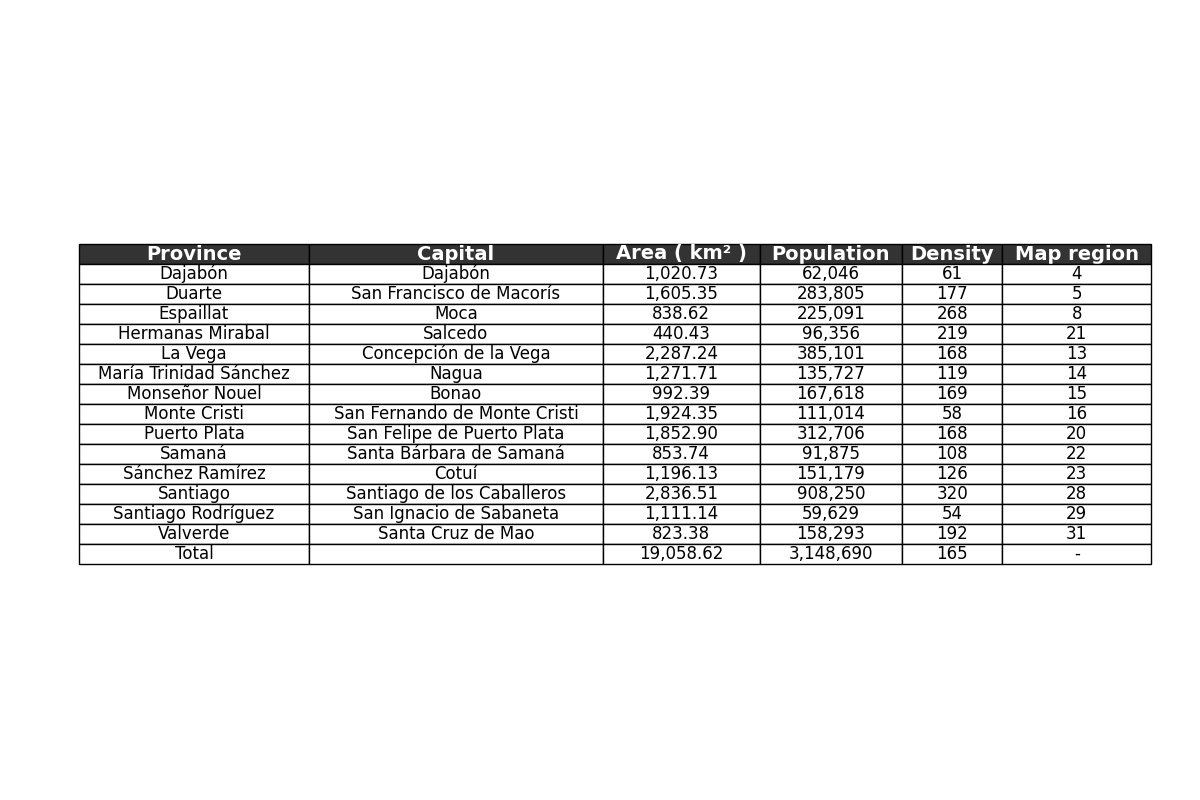 Province Capital Area ( km² ) Population Density Map region
Dajabón Dajabón 1,020.73 62,046 61 4
Duarte San Francisco de Macorís 1,605.35 283,805 177 5
Espaillat Moca 838.62 225,091 268 8
Hermanas Mirabal Salcedo 440.43 96,356 219 21
La Vega Concepción de la Vega 2,287.24 385,101 168 13
María Trinidad Sánchez Nagua 1,271.71 135,727 119 14
Monseñor Nouel Bonao 992.39 167,618 169 15
Monte Cristi San Fernando de Monte Cristi 1,924.35 111,014 58 16
Puerto Plata San Felipe de Puerto Plata 1,852.90 312,706 168 20
Samaná Santa Bárbara de Samaná 853.74 91,875 108 22
Sánchez Ramírez Cotuí 1,196.13 151,179 126 23
Santiago Santiago de los Caballeros 2,836.51 908,250 320 28
Santiago Rodríguez San Ignacio de Sabaneta 1,111.14 59,629 54 29
Valverde Santa Cruz de Mao 823.38 158,293 192 31
Total 19,058.62 3,148,690 165 -